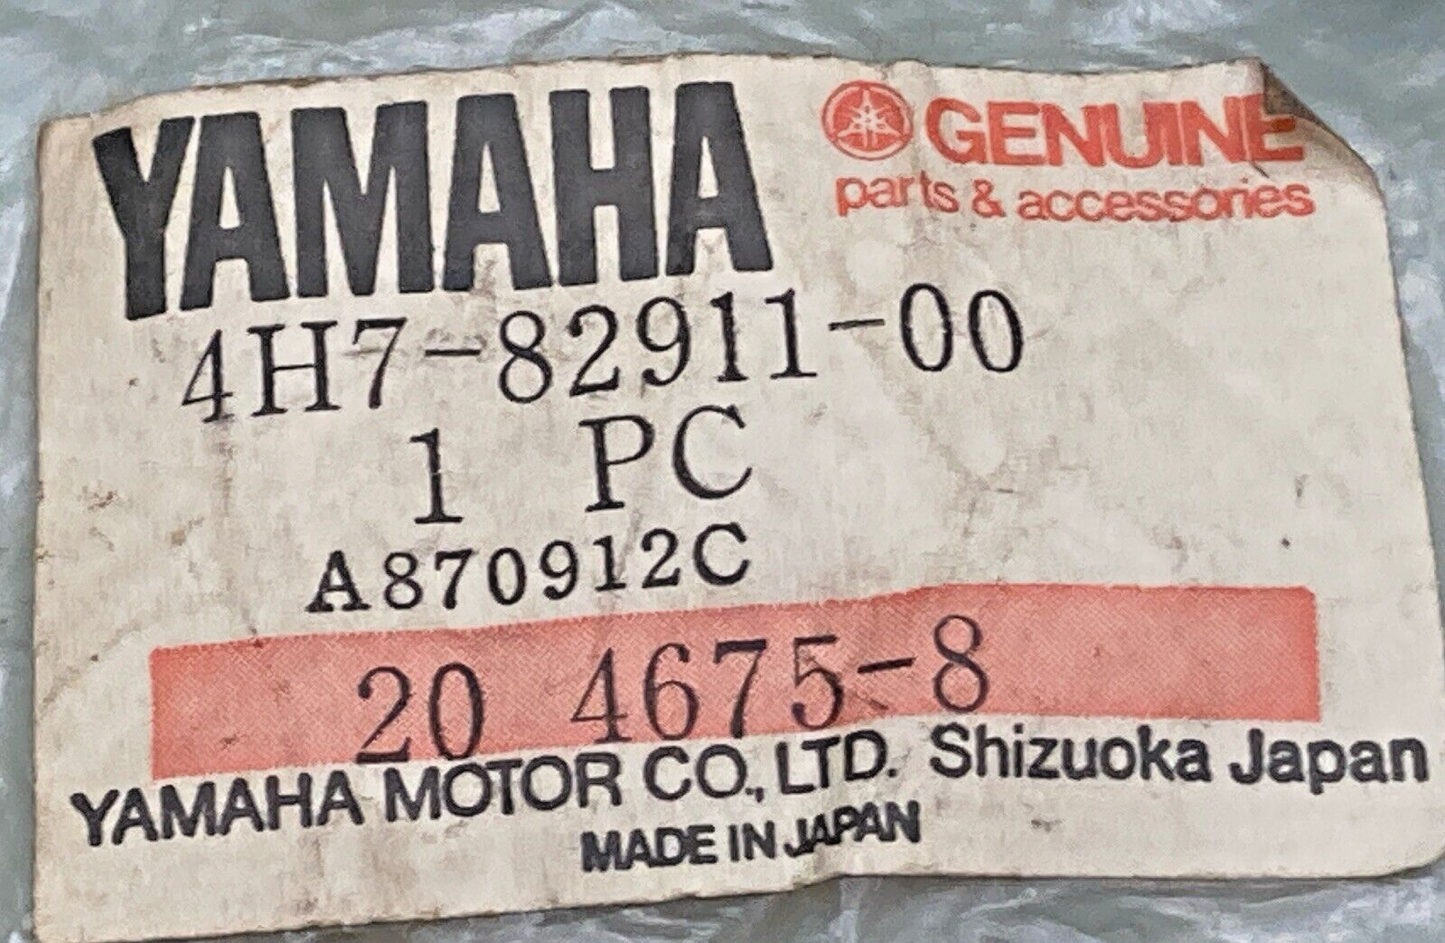 YAMAHA
GENUINE
parts & accessories
4H7-82911-00
1 PC
A870912C
20 4675-8
YAMAHA MOTOR CO., LTD. Shizuoka Japan
MADE IN JAPAN